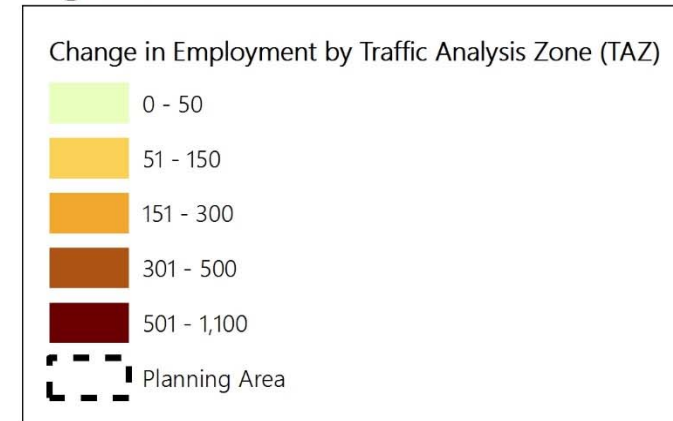 Change in Employment by Traffic Analysis Zone (TAZ)
0 - 50
51 - 150
151 - 300
301 - 500
501 - 1,100
Planning Area